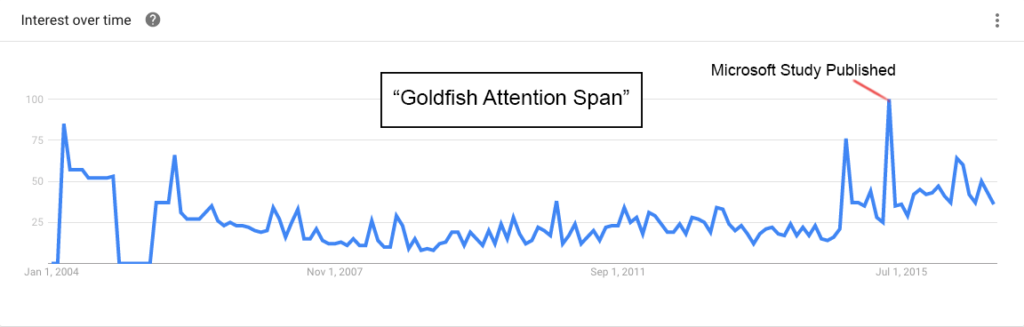 Interest over time ?
Microsoft Study Published
“Goldfish Attention Span”
100
75
50
25
Jan 1, 2004 Nov 1, 2007 Sep 1, 2011 Jul 1, 2015